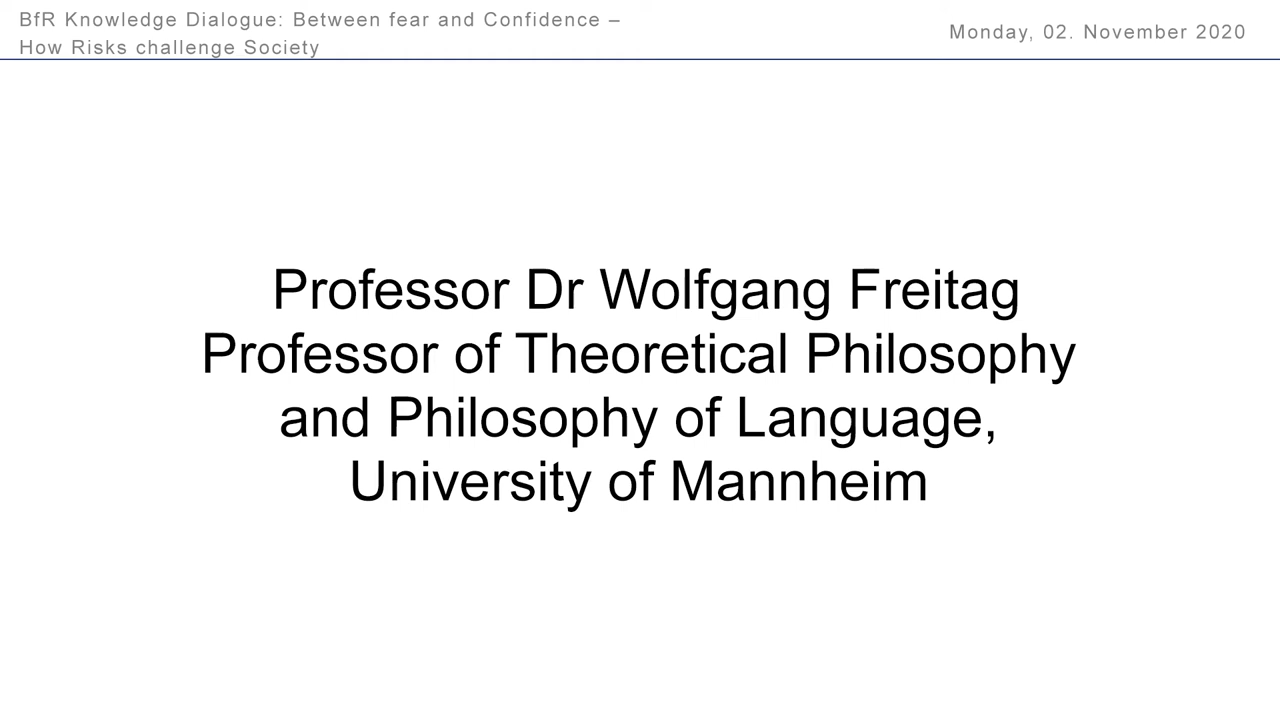 BfR Knowledge Dialogue: Between fear and Confidence –
How Risks challenge Society
Monday, 02. November 2020
Professor Dr Wolfgang Freitag
Professor of Theoretical Philosophy
and Philosophy of Language,
University of Mannheim